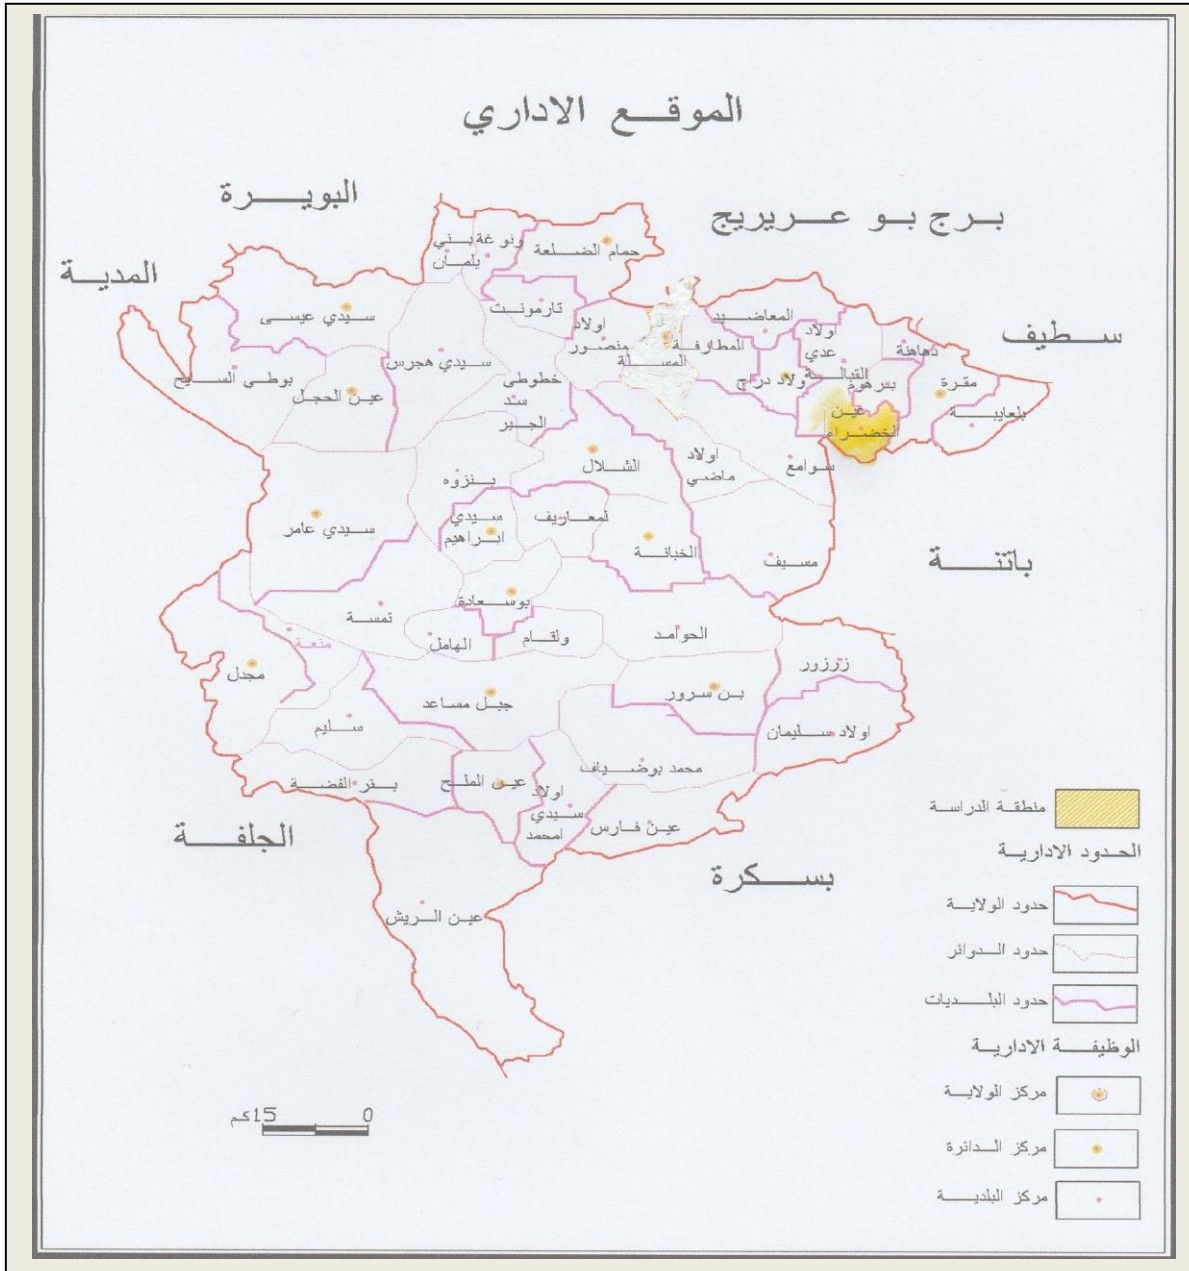 الموقع الاداري
البويرة
برج بو عريريج
المدية
سطيف
باتنة
الجلفة
بسكرة
ونوغة
بني
يلمان
حمام الضلعة
تارمونت
سيدي عيسى
سيدي هجرس
بوطي السايح
عين الحجل
اولاد
منصور
المسيلة
المطارفة
المعاضيد
اولاد
عدي
القبالة
ولاد دراج
برهوم
دهاهنة
مقرة
بلعايبة
عين
الخضراء
خطوطي
سد
الجير
الشلال
اولاد
ماضي
سوامع
بنزوه
سيدي عامر
سيدي
ابراهيم
لمعاريف
الخبانة
مسيف
بوسعادة
تمسة
الهامل
ولقام
الحوامد
منعة
مجدل
جبل مساعد
بن سرور
زرزور
سليم
اولاد سليمان
محمد بوضياف
بئر الفضة
عين الملح
اولاد
سيدي
امحمد
عين فارس
عين الريش
منطقة الدراسة
الحدود الادارية
حدود الولاية
حدود الدوائر
حدود البلديات
الوظيفة الادارية
مركز الولاية
مركز الدائرة
مركز البلدية
0
15كم